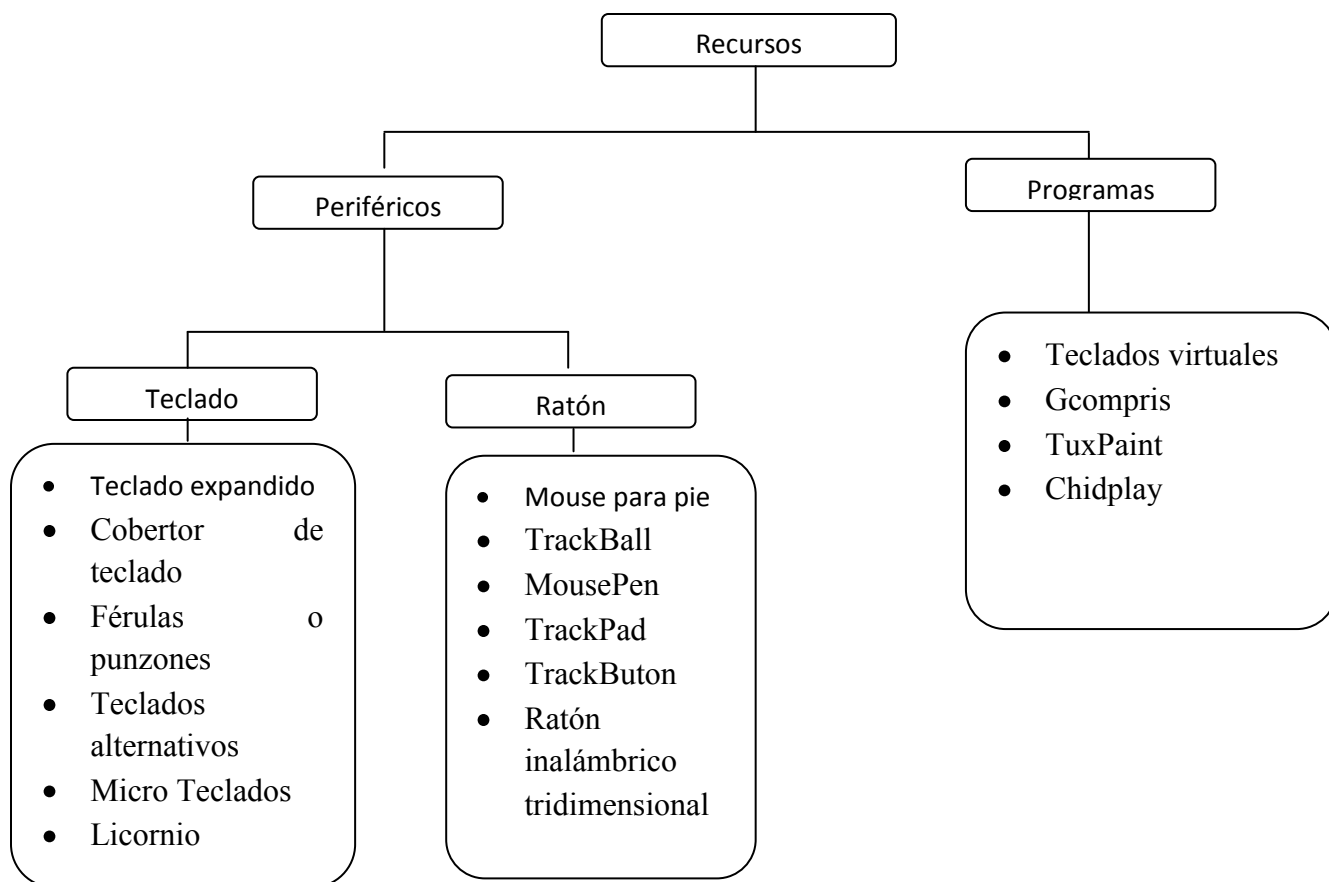 Recursos
Periféricos
Programas
Teclado
Ratón
• Teclado expandido
• Cobertor de
teclado
• Férulas o
punzones
• Teclados
alternativos
• Micro Teclados
• Licornio
• Mouse para pie
• TrackBall
• MousePen
• TrackPad
• TrackButon
• Ratón
inalámbrico
tridimensional
• Teclados virtuales
• Gcompris
• TuxPaint
• Chidplay